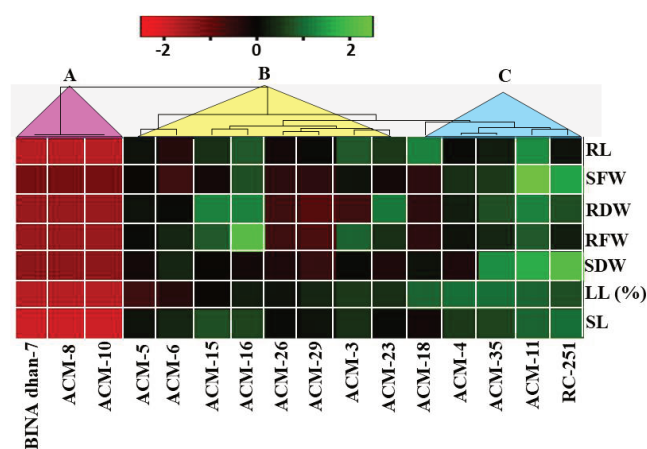 -2 0 2
A B C
RL
SFW
RDW
RFW
SDW
LL (%)
SL
BINA dhan-7
ACM-8
ACM-10
ACM-5
ACM-6
ACM-15
ACM-16
ACM-26
ACM-29
ACM-3
ACM-23
ACM-18
ACM-4
ACM-35
ACM-11
RC-251